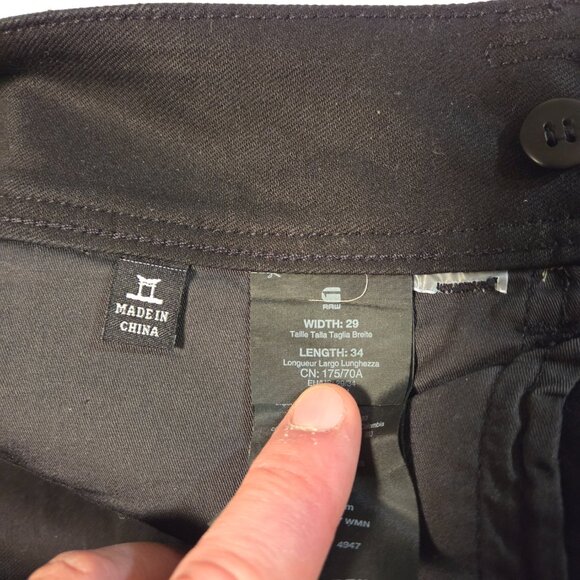 MADE IN
CHINA
RAW
WIDTH: 29
Taille Talla Taglia Breite
LENGTH: 34
Longueur Largo Lunghezza
CN: 175/70A
WMN
4947